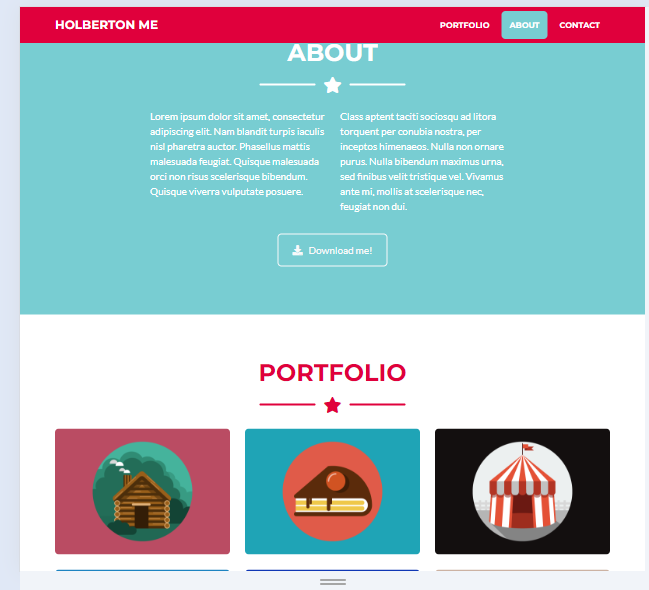 HOLBERTON ME
PORTFOLIO
ABOUT
CONTACT
ABOUT
Lorem ipsum dolor sit amet, consectetur
adipiscing elit. Nam blandit turpis iaculis
nisl pharetra auctor. Phasellus mattis
malesuada feugiat. Quisque malesuada
orci non risus scelerisque bibendum.
Quisque viverra vulputate posuere.
Class aptent taciti sociosqu ad litora
torquent per conubia nostra, per
inceptos himenaeos. Nulla non ornare
purus. Nulla bibendum maximus urna,
sed finibus velit tristique vel. Vivamus
ante mi, mollis at scelerisque nec,
feugiat non dui.
Download me!
PORTFOLIO